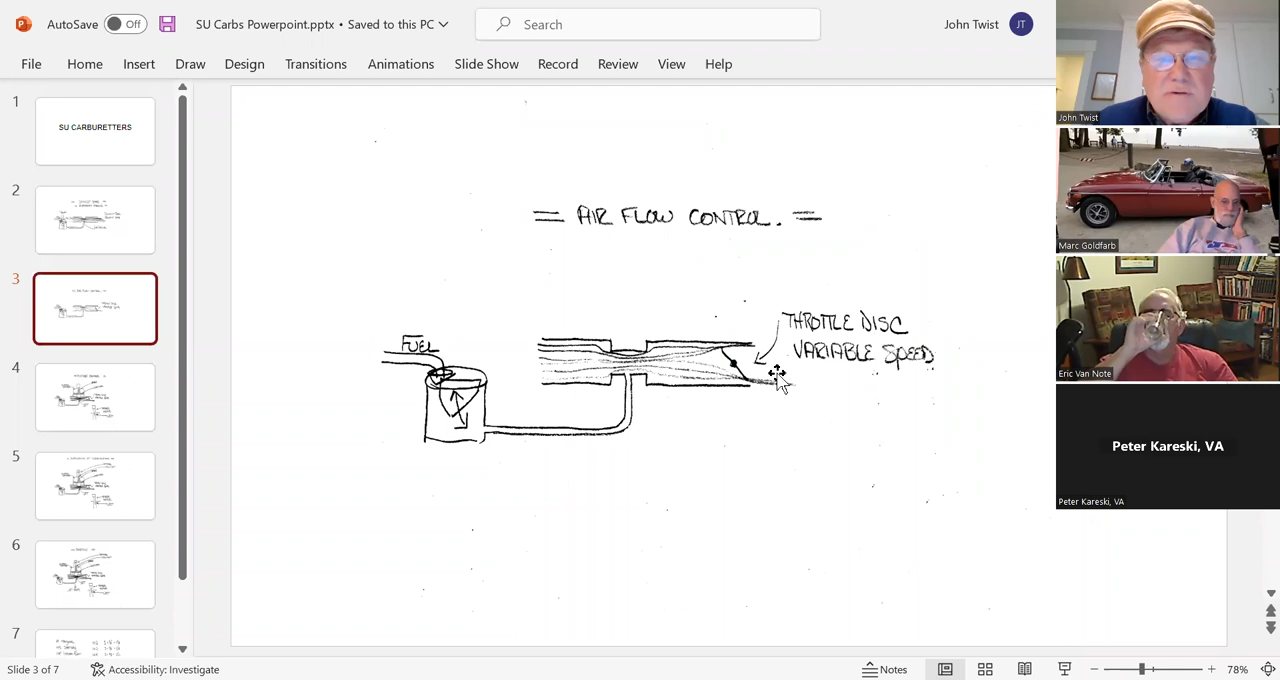 AutoSave Off SU Carbs Powerpoint.pptx • Saved to this PC Search John Twist JT
File Home Insert Draw Design Transitions Animations Slide Show Record Review View Help
1
SU CARBURETTERS
2
3
4
5
6
7
= AIR FLOW CONTROL. =
FUEL
THROTTLE DISC
VARIABLE SPEED
John Twist
Marc Goldfarb
Eric Van Note
Peter Kareski, VA
Peter Kareski, VA
Slide 3 of 7 Accessibility: Investigate Notes 78%